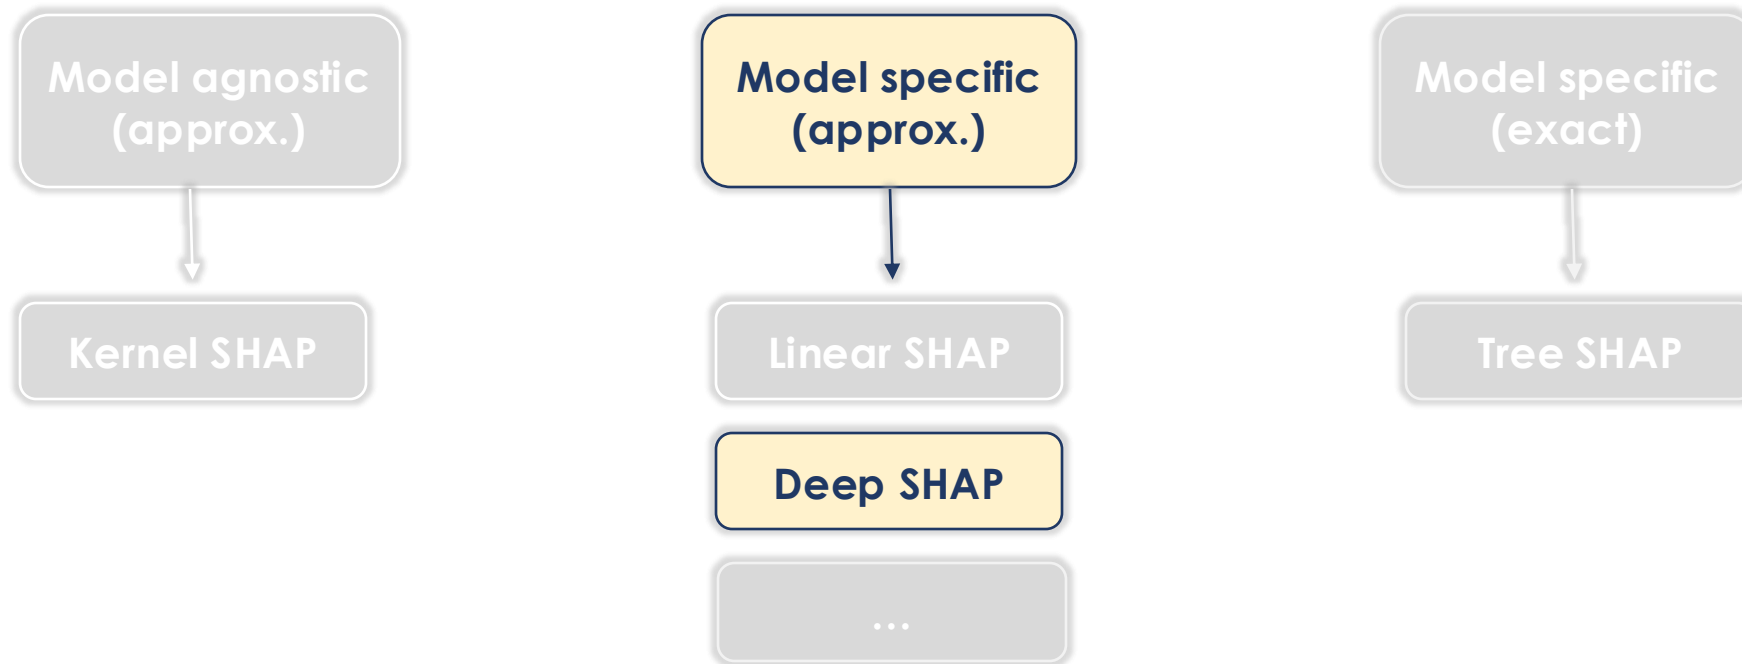 Model agnostic
(approx.)
Model specific
(approx.)
Model specific
(exact)
Kernel SHAP
Linear SHAP
Tree SHAP
Deep SHAP
...